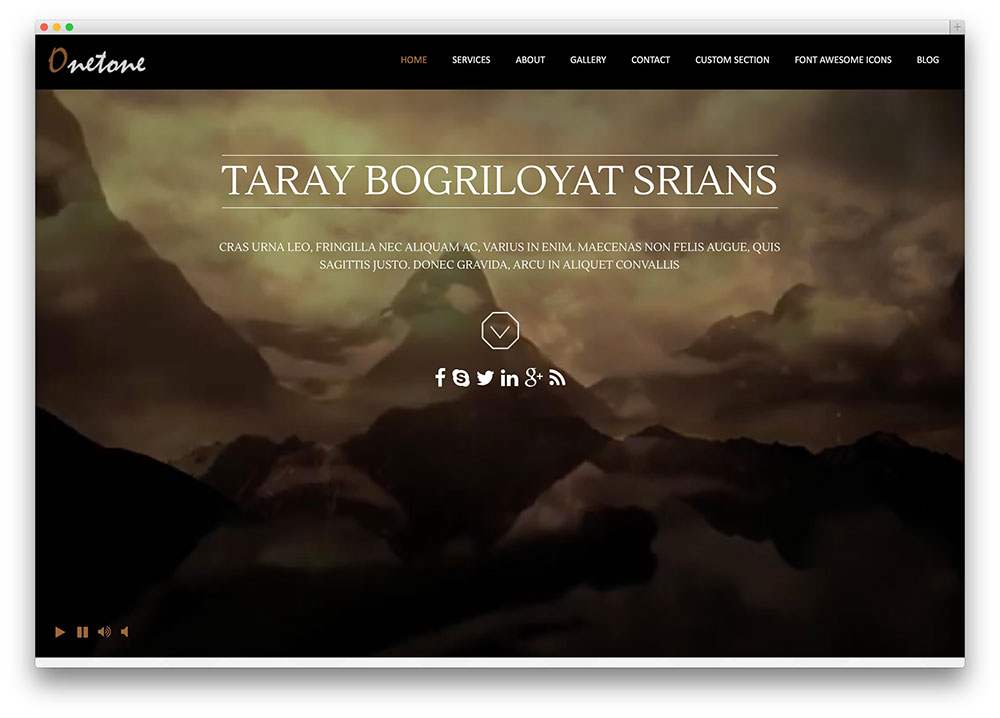 Onetone
HOME SERVICES ABOUT GALLERY CONTACT CUSTOM SECTION FONT AWESOME ICONS BLOG
TARAY BOGRILOYAT SRIANS
CRAS URNA LEO, FRINGILLA NEC ALIQUAM AC, VARIUS IN ENIM. MAECENAS NON FELIS AUGUE, QUIS
SAGITTIS JUSTO. DONEC GRAVIDA, ARCU IN ALIQUET CONVALLIS